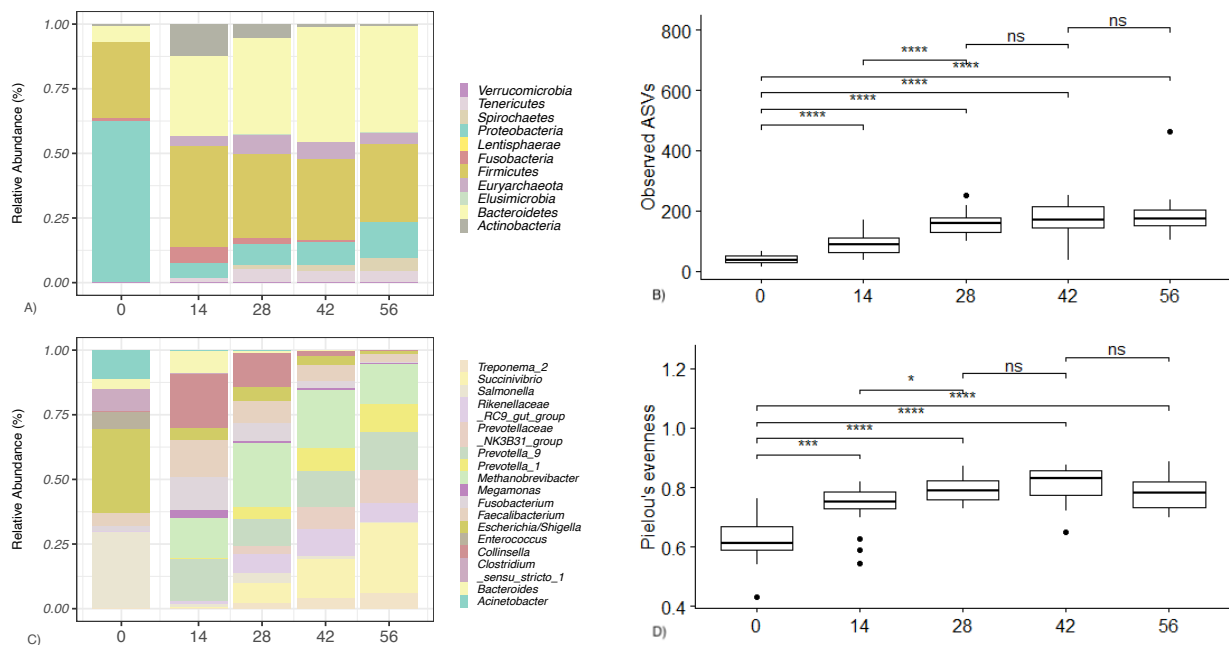 1.00
0.75
0.50
0.25
0.00
Relative Abundance (%)
0 14 28 42 56
A)
Verrucomicrobia
Tenericutes
Spirochaetes
Proteobacteria
Lentisphaerae
Fusobacteria
Firmicutes
Euryarchaeota
Elusimicrobia
Bacteroidetes
Actinobacteria
800
600
400
200
0
Observed ASVs
ns
ns
****
****
****
****
****
0 14 28 42 56
B)
1.00
0.75
0.50
0.25
0.00
Relative Abundance (%)
0 14 28 42 56
C)
Treponema_2
Succinivibrio
Salmonella
Rikenellaceae
_RC9_gut_group
Prevotellaceae
_NK3B31_group
Prevotella_9
Prevotella_1
Methanobrevibacter
Megamonas
Fusobacterium
Faecalibacterium
Escherichia/Shigella
Enterococcus
Collinsella
Clostridium
_sensu_stricto_1
Bacteroides
Acinetobacter
1.2
1.0
0.8
0.6
0.4
Pielou's evenness
ns
ns
*
****
****
****
***
0 14 28 42 56
D)